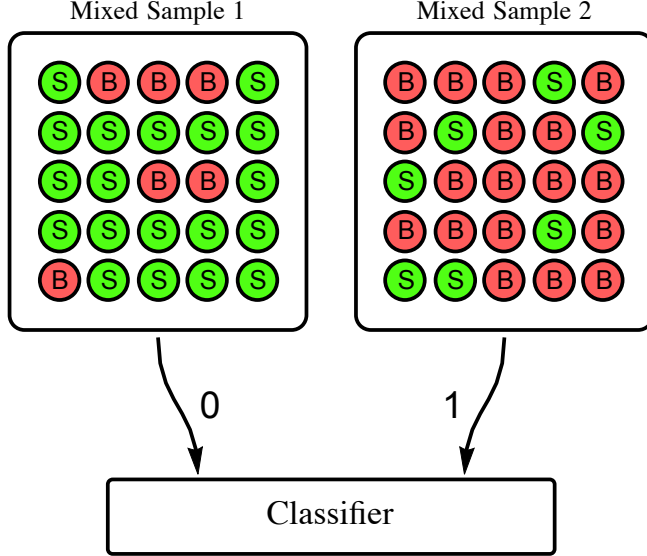 Mixed Sample 1 Mixed Sample 2
S B B B S B B B S B
S S S S S B S B B S
S S B B S S B B B B
S S S S S B B B S B
B S S S S S S B B B
0 1
Classifier